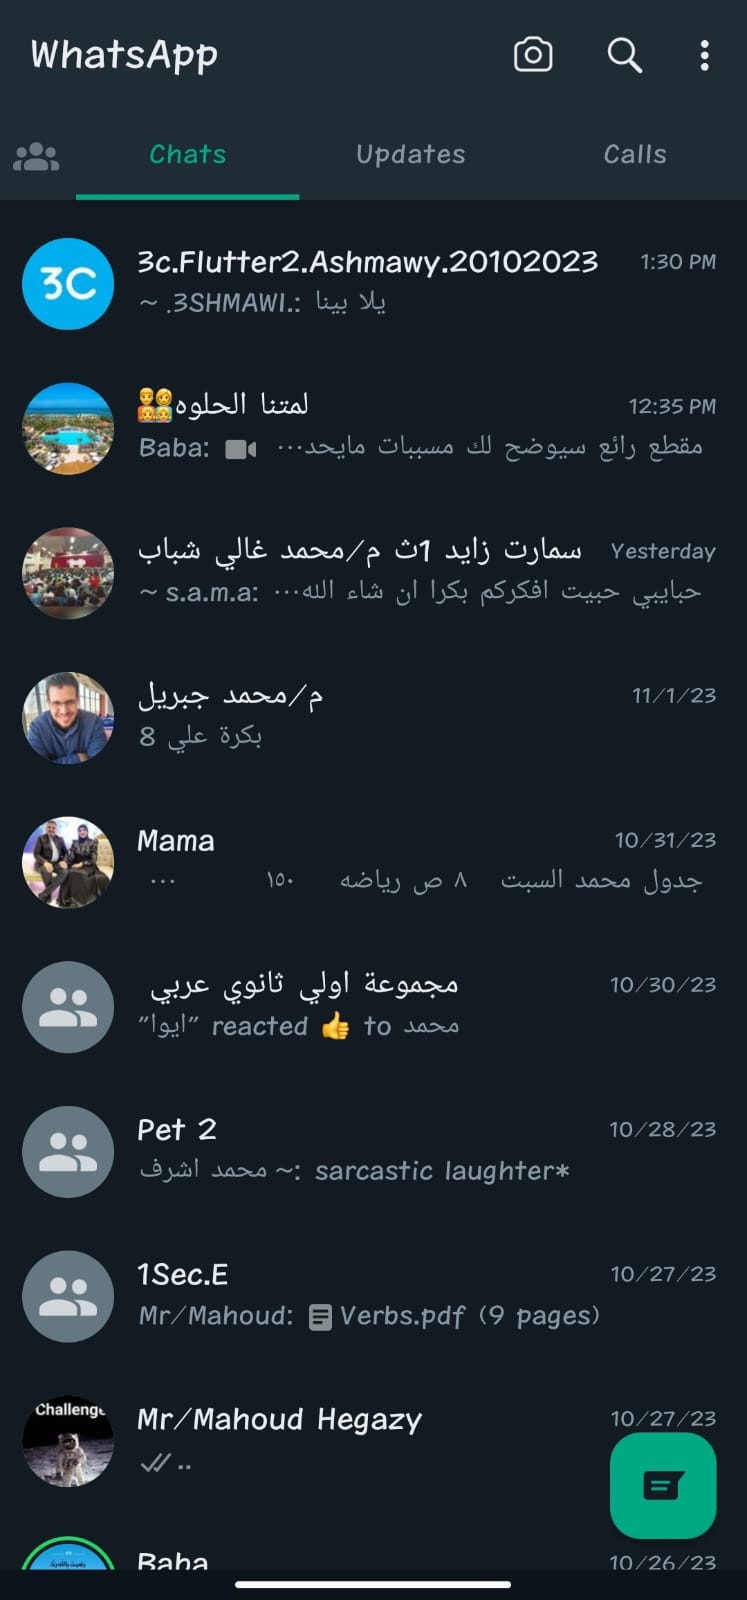 WhatsApp
Chats
Updates
Calls
3C
3c.Flutter2.Ashmawy.20102023
1:30 PM
~ .3SHMAWI.: يلا بينا
لمتنا الحلوه👨‍👩‍👧‍👦
12:35 PM
Baba: مقطع رائع سيوضح لك مسببات مايحد...
سمارت زايد 1ث م/محمد غالي شباب
Yesterday
~ s.a.m.a: حبايبي حبيت افكركم بكرا ان شاء الله...
م/محمد جبريل
11/1/23
بكرة علي 8
Mama
10/31/23
جدول محمد السبت ٨ ص رياضه ١٥٠ ...
مجموعة اولي ثانوي عربي
10/30/23
محمد reacted 👍 to "ايوا"
Pet 2
10/28/23
~ محمد اشرف: sarcastic laughter*
1Sec.E
10/27/23
Mr/Mahoud: Verbs.pdf (9 pages)
Challenge
Mr/Mahoud Hegazy
10/27/23
..
Baba
10/26/23